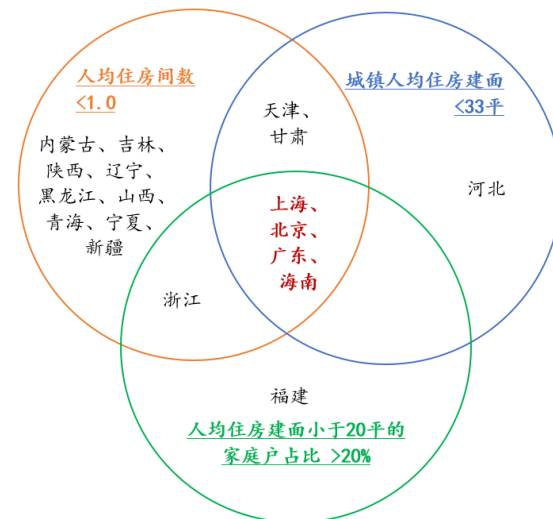 人均住房间数
<1.0
内蒙古、吉林、
陕西、辽宁、
黑龙江、山西、
青海、宁夏、
新疆
天津、
甘肃
城镇人均住房建面
<33平
河北
上海、
北京、
广东、
海南
浙江
福建
人均住房建面小于20平的
家庭户占比 >20%